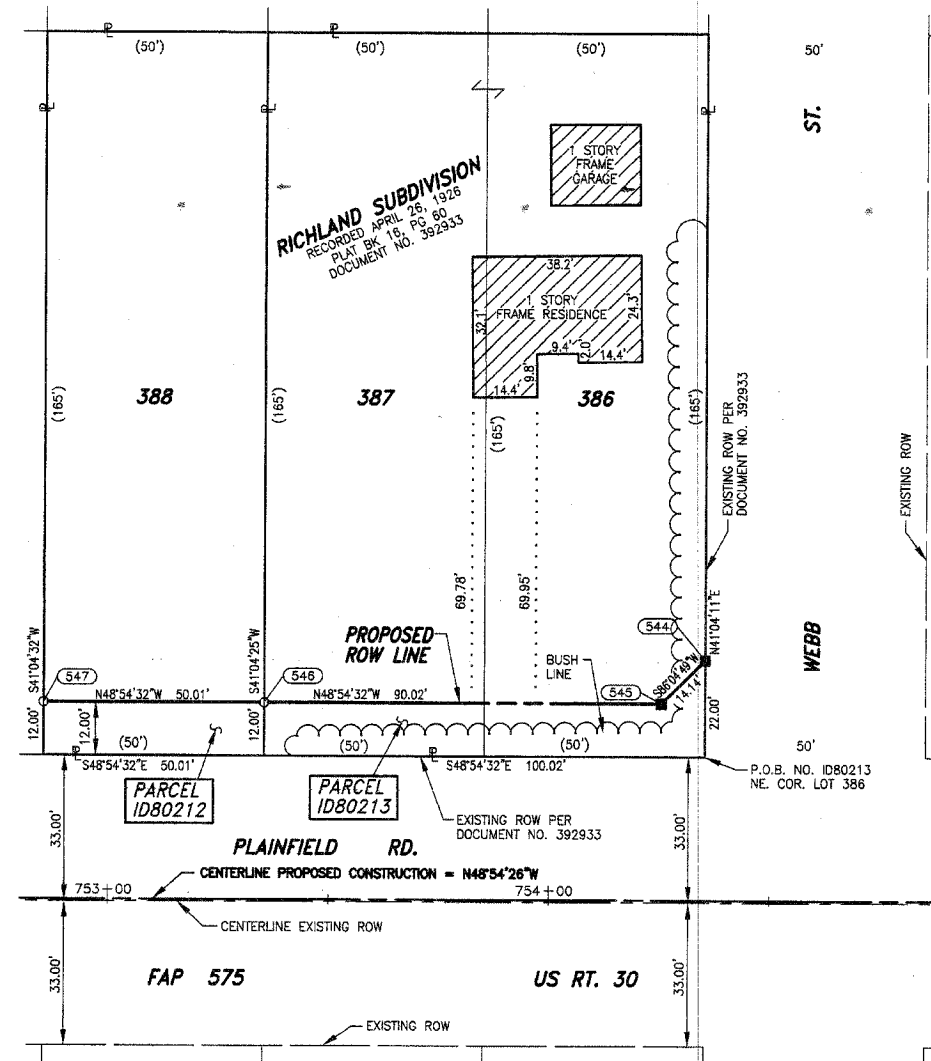 (50')
(50')
(50')
50'
ST.
1 STORY
FRAME
GARAGE
RICHLAND SUBDIVISION
RECORDED APRIL 26, 1926
PLAT BK 16, PG 60
DOCUMENT NO. 392933
38.2'
1 STORY
FRAME RESIDENCE
32.1'
24.3'
9.4'
2.0'
14.4'
9.8'
14.4'
388
387
386
(165')
(165')
(165')
(165')
EXISTING ROW PER
DOCUMENT NO. 392933
EXISTING ROW
69.78'
69.95'
PROPOSED
ROW LINE
BUSH
LINE
544
N41°04'11"E
WEBB
S41°04'32"W
S41°04'25"W
547
546
545
S86°04'49"W
14.14'
N48°54'32"W 50.01'
N48°54'32"W 90.02'
12.00'
12.00'
12.00'
22.00'
(50')
(50')
(50')
50'
S48°54'32"E 50.01'
S48°54'32"E 100.02'
P.O.B. NO. ID80213
NE. COR. LOT 386
PARCEL
ID80212
PARCEL
ID80213
EXISTING ROW PER
DOCUMENT NO. 392933
33.00'
33.00'
PLAINFIELD RD.
CENTERLINE PROPOSED CONSTRUCTION = N48°54'26"W
753+00
754+00
CENTERLINE EXISTING ROW
33.00'
33.00'
FAP 575
US RT. 30
EXISTING ROW